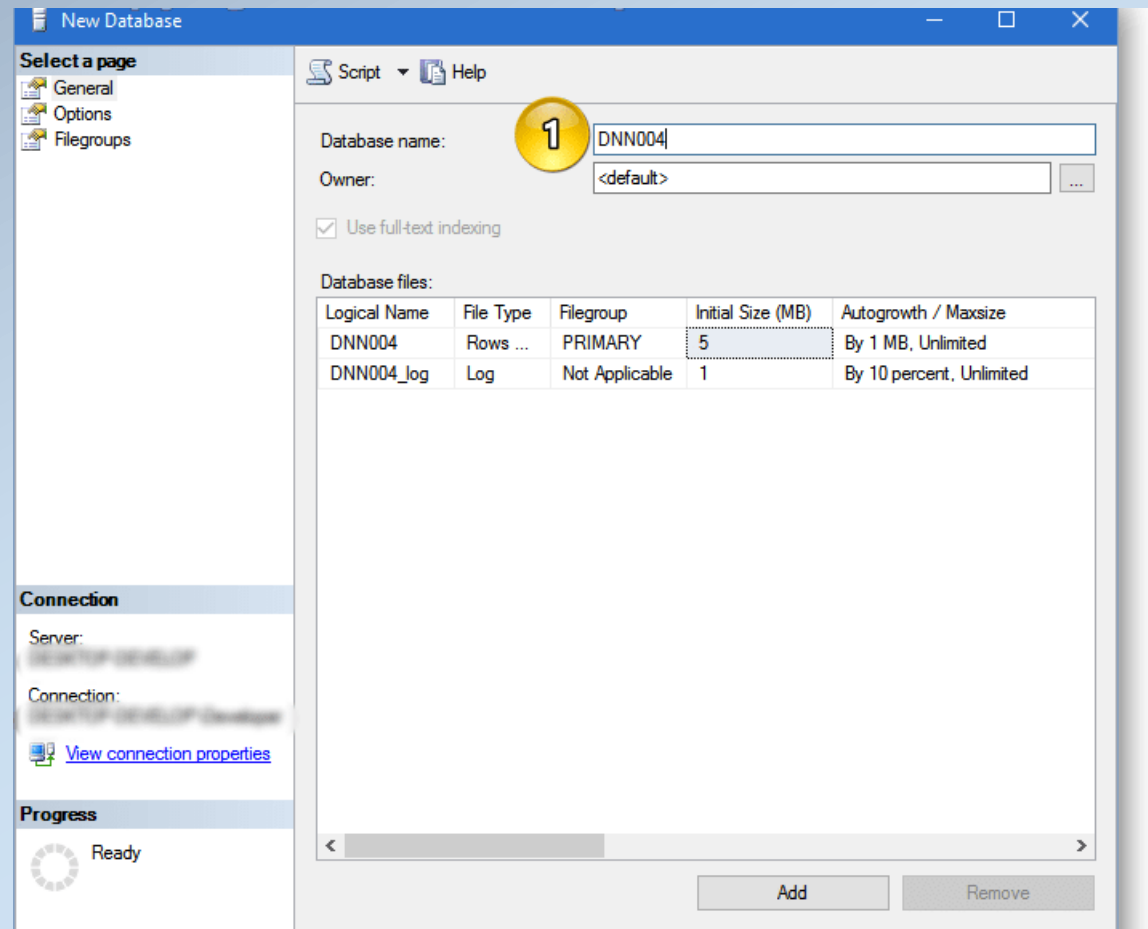 New Database
Select a page
General
Options
Filegroups
Script Help
1
Database name: DNN004
Owner: <default> ...
Use full-text indexing
Database files:
Logical Name File Type Filegroup Initial Size (MB) Autogrowth / Maxsize
DNN004 Rows ... PRIMARY 5 By 1 MB, Unlimited
DNN004_log Log Not Applicable 1 By 10 percent, Unlimited
Connection
Server:
Connection:
View connection properties
Progress
Ready
Add Remove